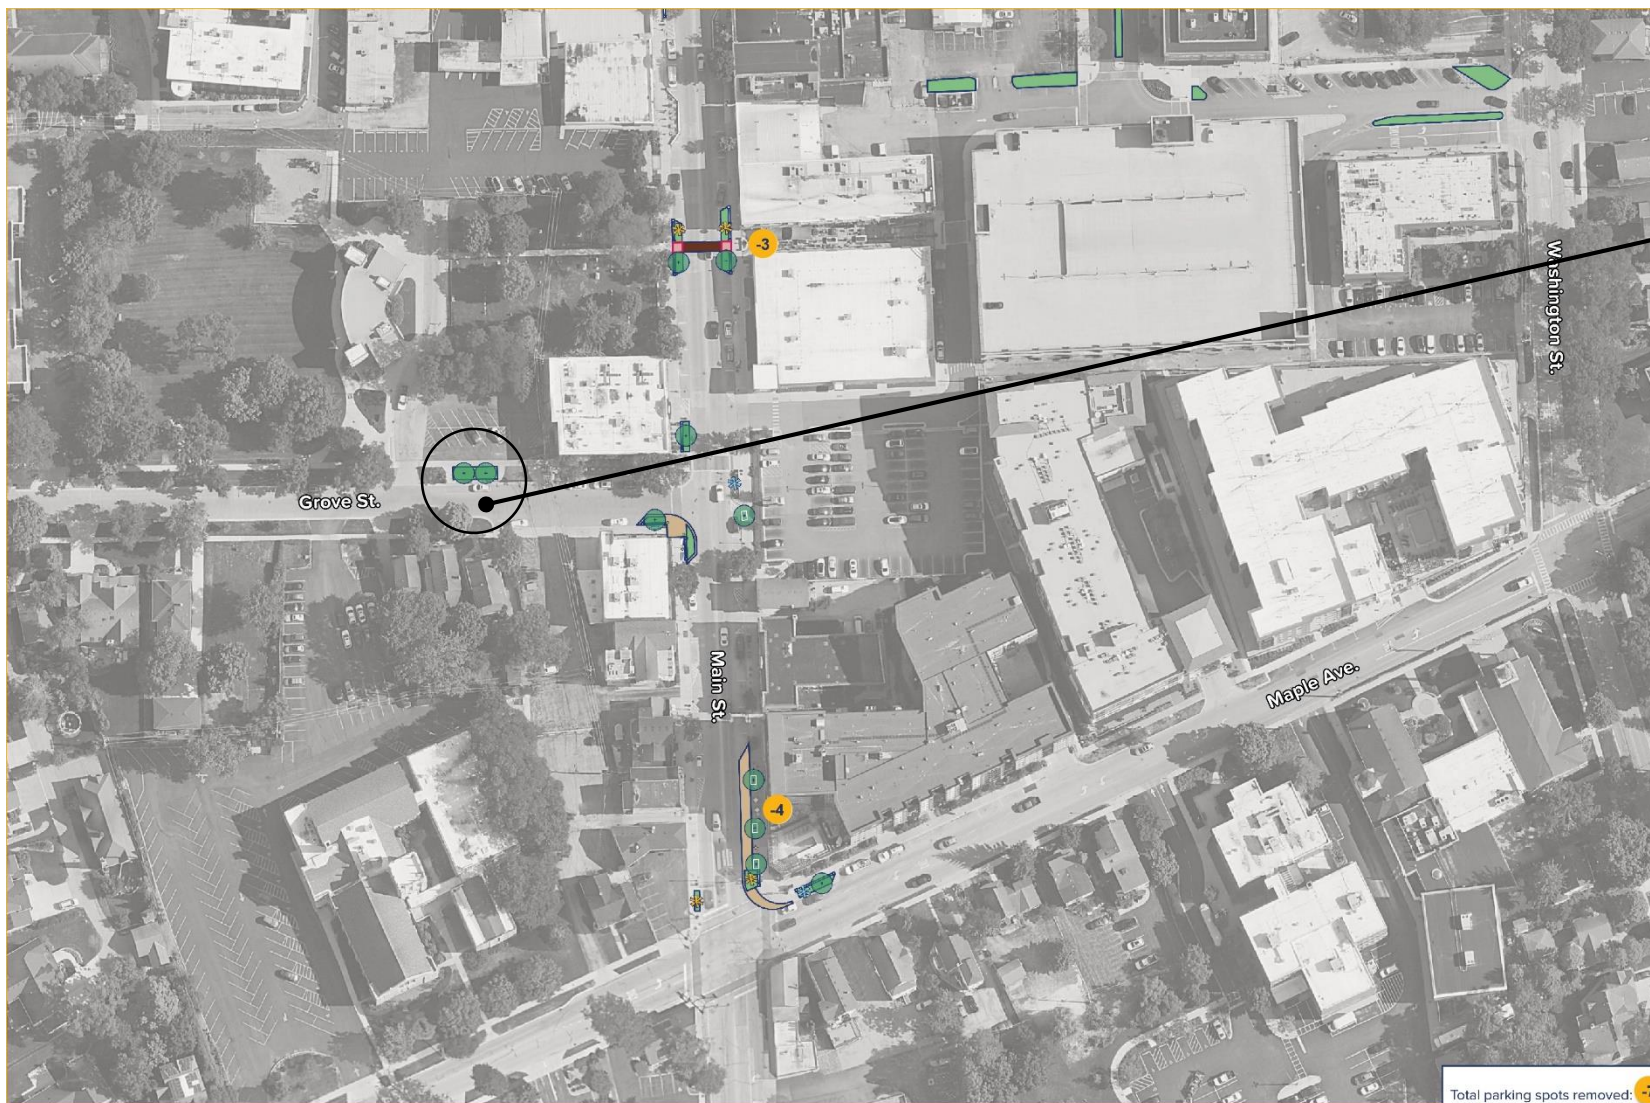 -3
Washington St.
Grove St.
Main St.
Maple Ave.
-4
Total parking spots removed: